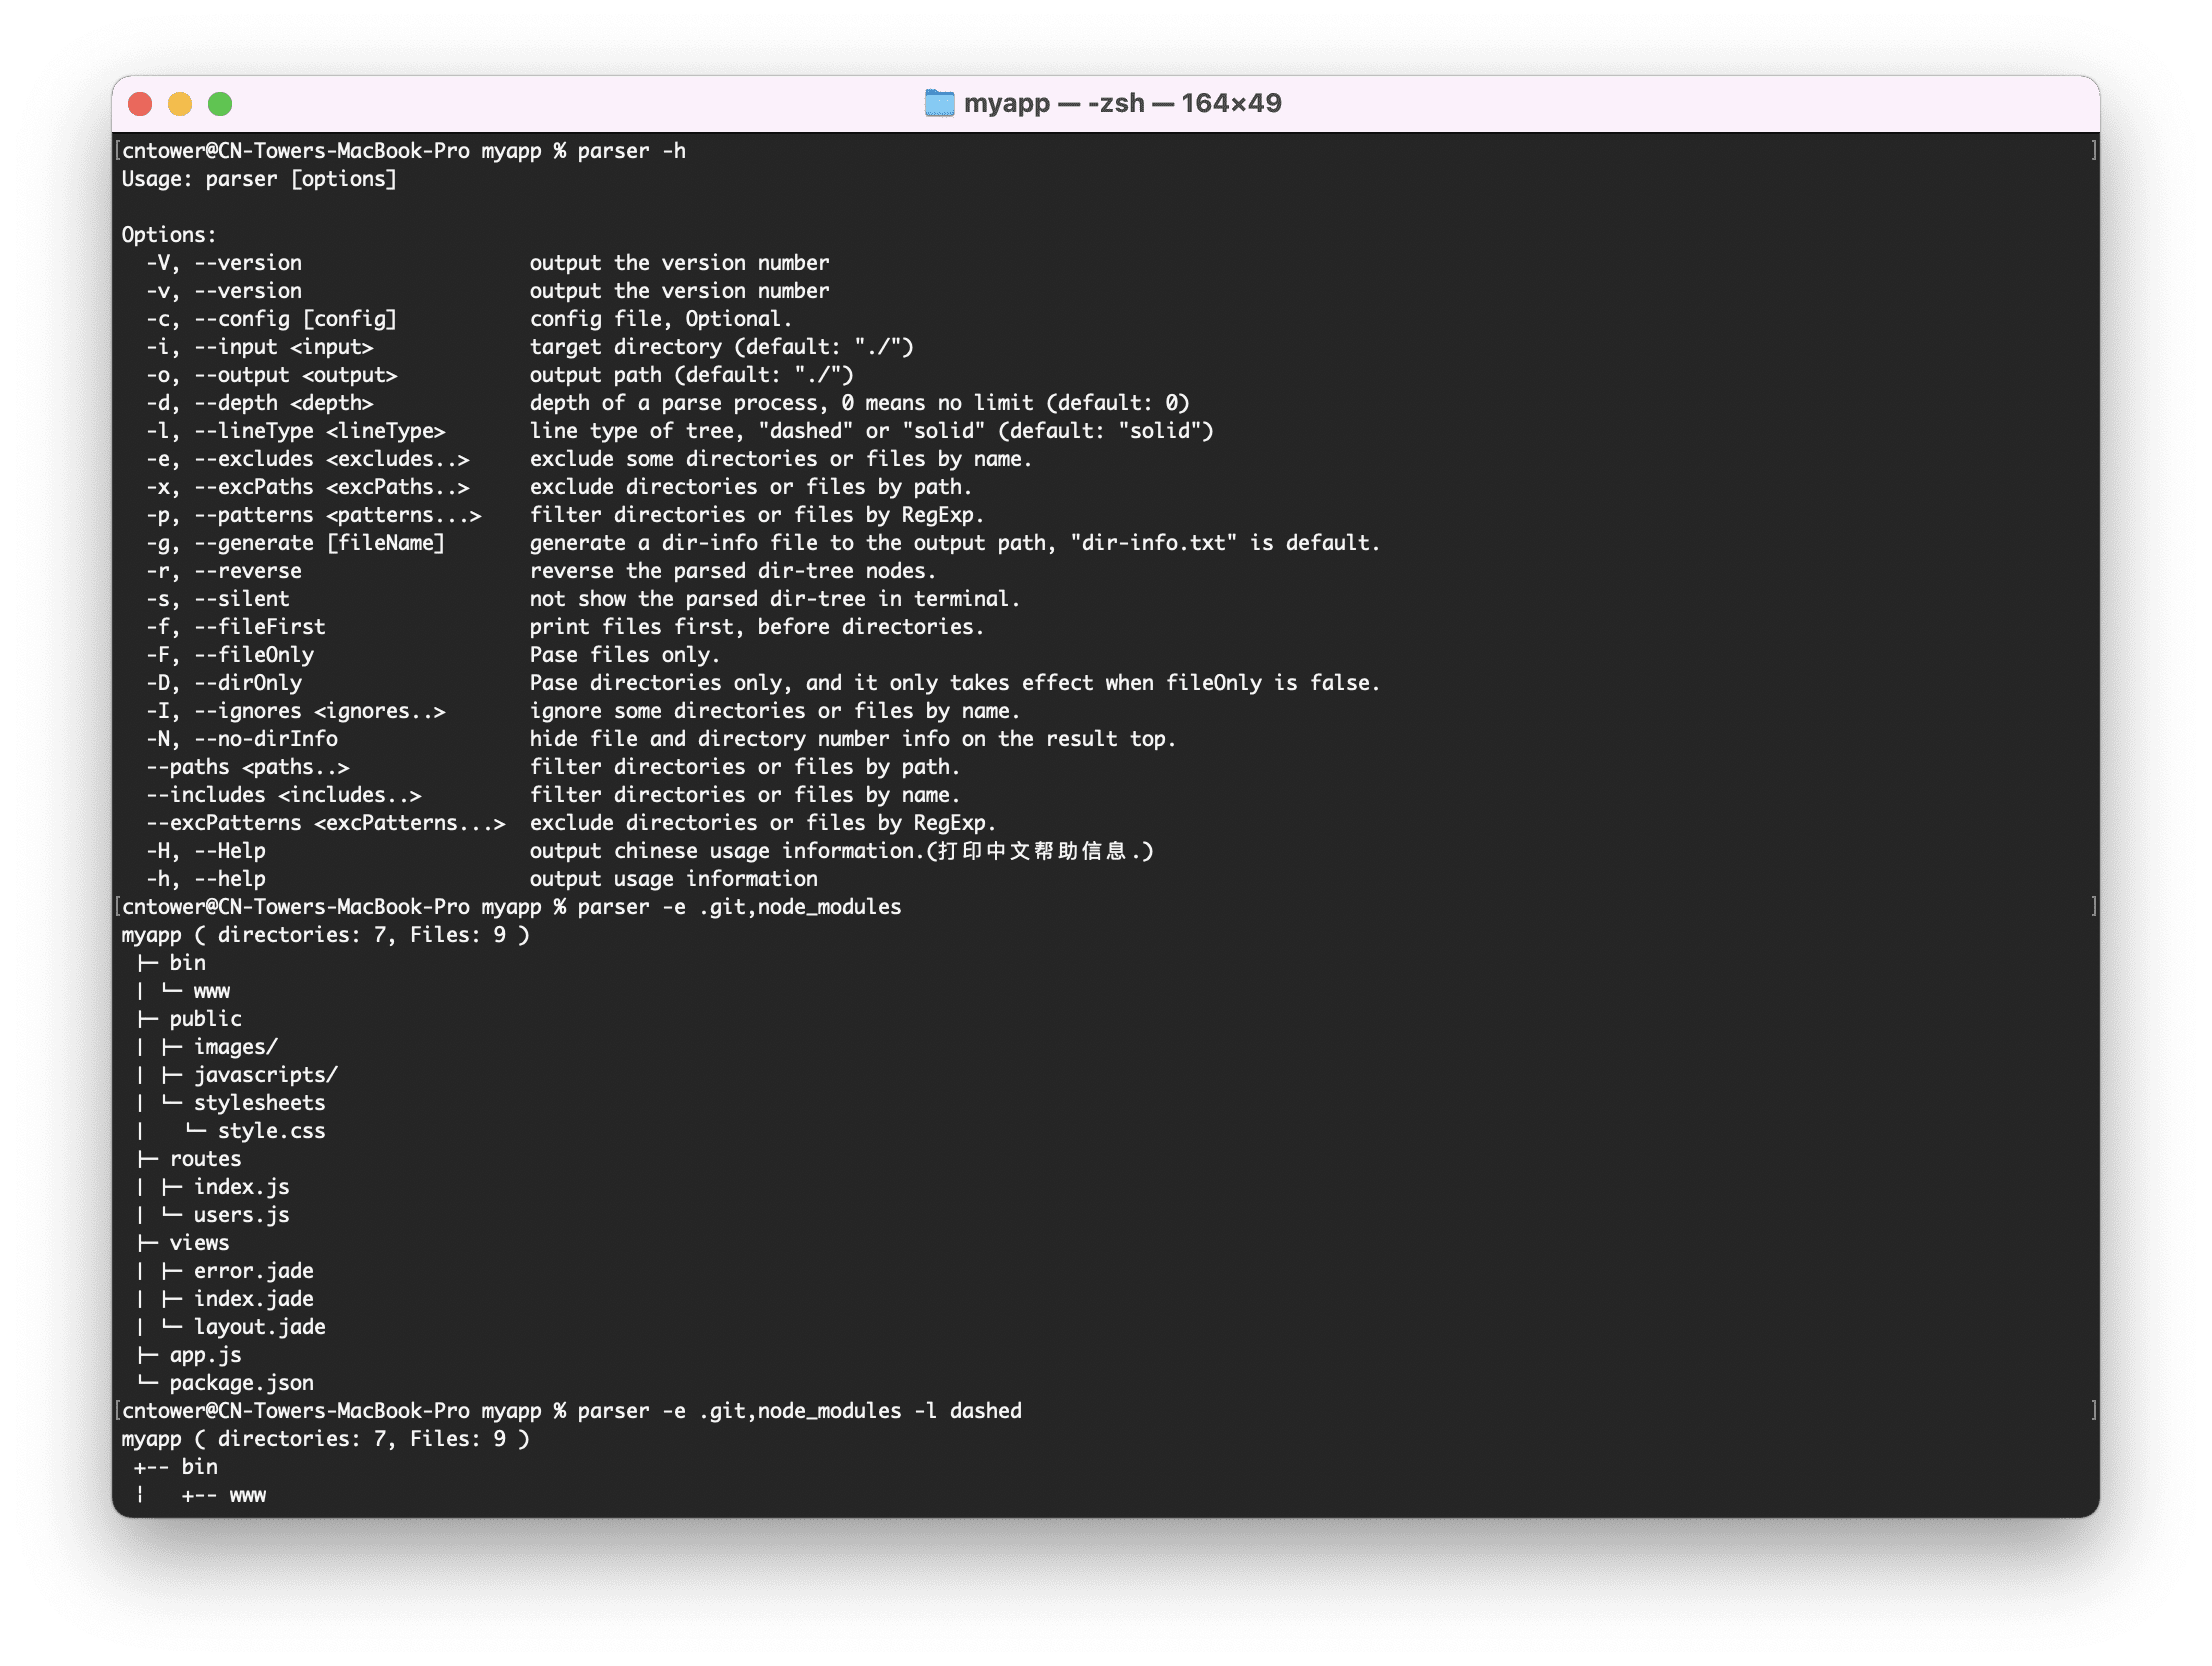 myapp — -zsh — 164×49
[cntower@CN-Towers-MacBook-Pro myapp % parser -h ]
Usage: parser [options]

Options:
  -V, --version                   output the version number
  -v, --version                   output the version number
  -c, --config [config]           config file, Optional.
  -i, --input <input>             target directory (default: "./")
  -o, --output <output>           output path (default: "./")
  -d, --depth <depth>             depth of a parse process, 0 means no limit (default: 0)
  -l, --lineType <lineType>       line type of tree, "dashed" or "solid" (default: "solid")
  -e, --excludes <excludes..>     exclude some directories or files by name.
  -x, --excPaths <excPaths..>     exclude directories or files by path.
  -p, --patterns <patterns...>    filter directories or files by RegExp.
  -g, --generate [fileName]       generate a dir-info file to the output path, "dir-info.txt" is default.
  -r, --reverse                   reverse the parsed dir-tree nodes.
  -s, --silent                    not show the parsed dir-tree in terminal.
  -f, --fileFirst                 print files first, before directories.
  -F, --fileOnly                  Pase files only.
  -D, --dirOnly                   Pase directories only, and it only takes effect when fileOnly is false.
  -I, --ignores <ignores..>       ignore some directories or files by name.
  -N, --no-dirInfo                hide file and directory number info on the result top.
  --paths <paths..>               filter directories or files by path.
  --includes <includes..>         filter directories or files by name.
  --excPatterns <excPatterns...>  exclude directories or files by RegExp.
  -H, --Help                      output chinese usage information.(打印中文帮助信息.)
  -h, --help                      output usage information
[cntower@CN-Towers-MacBook-Pro myapp % parser -e .git,node_modules ]
myapp ( directories: 7, Files: 9 )
 ├─ bin
 | └─ www
 ├─ public
 | ├─ images/
 | ├─ javascripts/
 | └─ stylesheets
 |   └─ style.css
 ├─ routes
 | ├─ index.js
 | └─ users.js
 ├─ views
 | ├─ error.jade
 | ├─ index.jade
 | └─ layout.jade
 ├─ app.js
 └─ package.json
[cntower@CN-Towers-MacBook-Pro myapp % parser -e .git,node_modules -l dashed ]
myapp ( directories: 7, Files: 9 )
 +-- bin
 ¦   +-- www